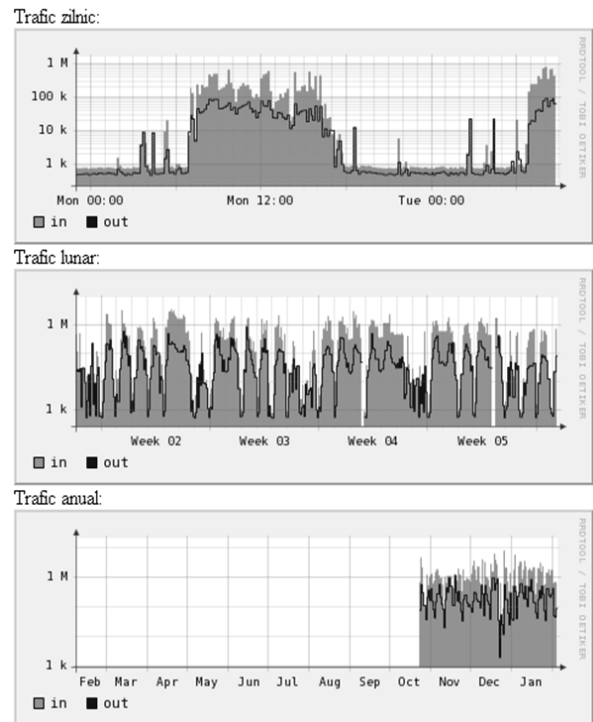 Trafic zilnic:
RRDTOOL / TOBI OETIKER
1 M
100 k
10 k
1 k
Mon 00:00 Mon 12:00 Tue 00:00
in out
Trafic lunar:
RRDTOOL / TOBI OETIKER
1 M
1 k
Week 02 Week 03 Week 04 Week 05
in out
Trafic anual:
RRDTOOL / TOBI OETIKER
1 M
1 k
Feb Mar Apr May Jun Jul Aug Sep Oct Nov Dec Jan
in out